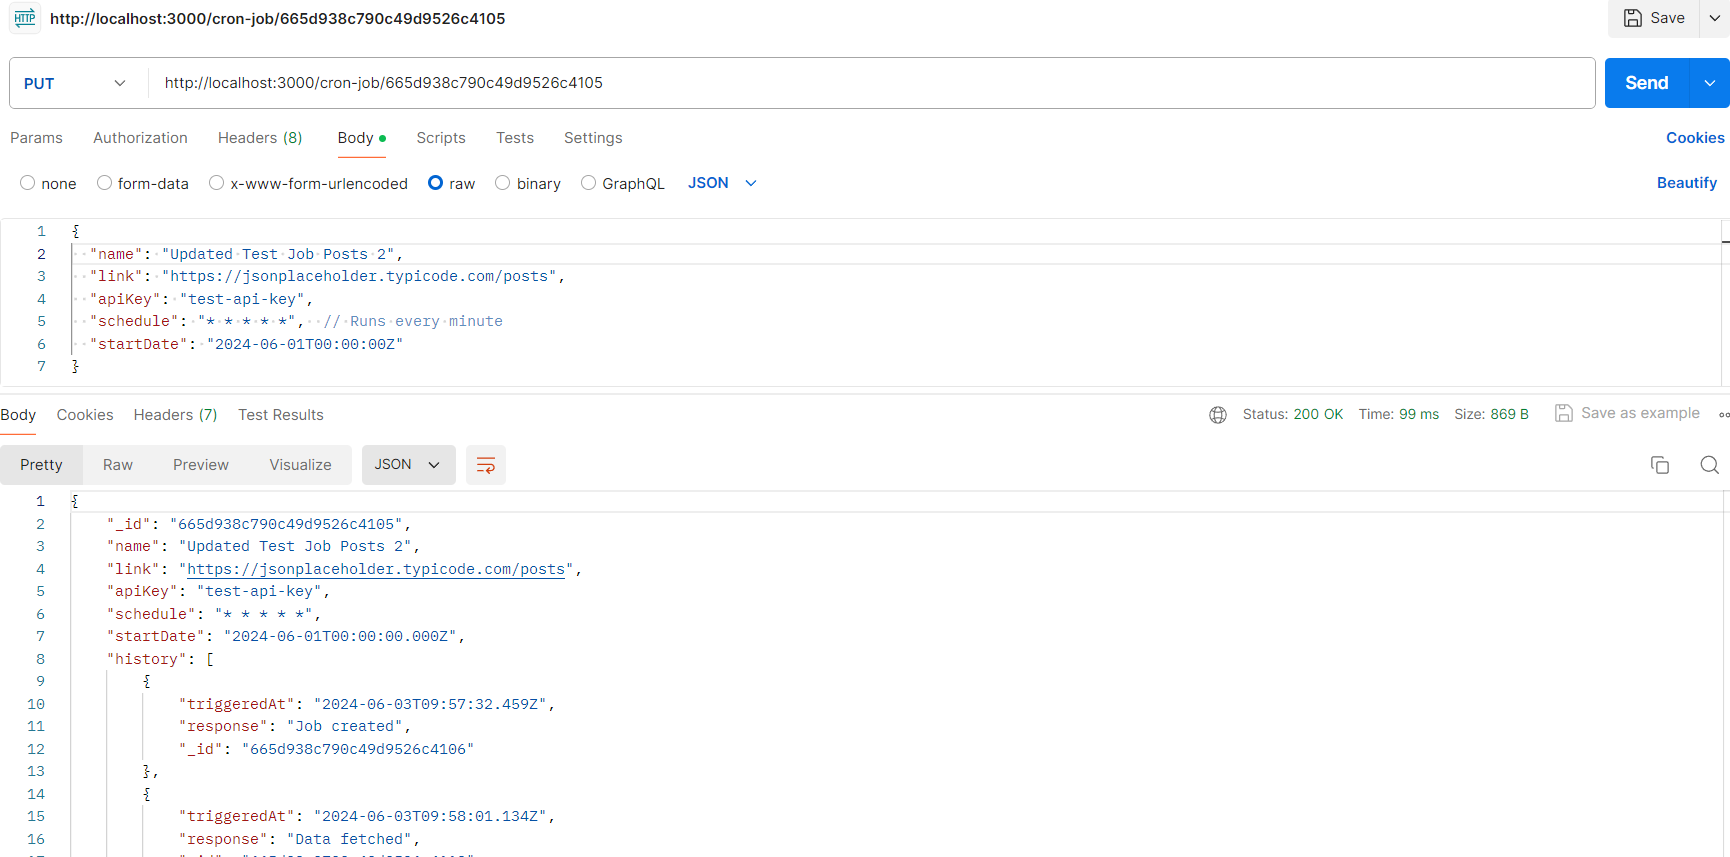 HTTP http://localhost:3000/cron-job/665d938c790c49d9526c4105 Save
PUT http://localhost:3000/cron-job/665d938c790c49d9526c4105 Send
Params Authorization Headers (8) Body Scripts Tests Settings Cookies
none form-data x-www-form-urlencoded raw binary GraphQL JSON Beautify
1 {
2 "name": "Updated Test Job Posts 2",
3 "link": "https://jsonplaceholder.typicode.com/posts",
4 "apiKey": "test-api-key",
5 "schedule": "* * * * *", // Runs every minute
6 "startDate": "2024-06-01T00:00:00Z"
7 }
Body Cookies Headers (7) Test Results Status: 200 OK Time: 99 ms Size: 869 B Save as example
Pretty Raw Preview Visualize JSON
1 {
2 "_id": "665d938c790c49d9526c4105",
3 "name": "Updated Test Job Posts 2",
4 "link": "https://jsonplaceholder.typicode.com/posts",
5 "apiKey": "test-api-key",
6 "schedule": "* * * * *",
7 "startDate": "2024-06-01T00:00:00.000Z",
8 "history": [
9 {
10 "triggeredAt": "2024-06-03T09:57:32.459Z",
11 "response": "Job created",
12 "_id": "665d938c790c49d9526c4106"
13 },
14 {
15 "triggeredAt": "2024-06-03T09:58:01.134Z",
16 "response": "Data fetched",